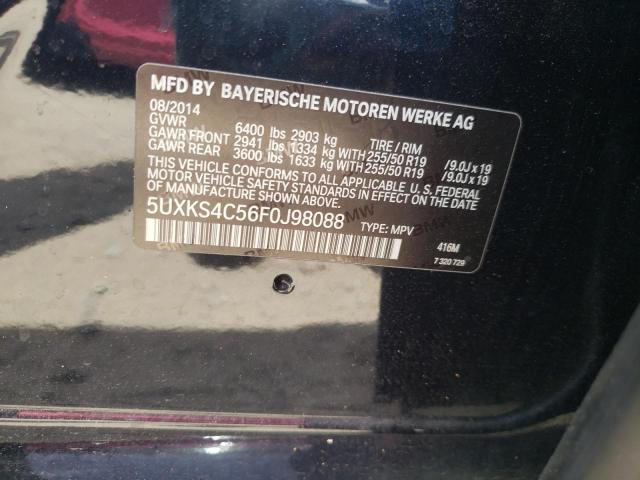 MFD BY BAYERISCHE MOTOREN WERKE AG
08/2014
GVWR 6400 lbs 2903 kg TIRE / RIM
GAWR FRONT 2941 lbs 1334 kg WITH 255/50 R19 /9.0J x 19
GAWR REAR 3600 lbs 1633 kg WITH 255/50 R19 /9.0J x 19
THIS VEHICLE CONFORMS TO ALL APPLICABLE U.S. FEDERAL
MOTOR VEHICLE SAFETY STANDARDS IN EFFECT ON THE DATE
OF MANUFACTURE SHOWN ABOVE.
5UXKS4C56F0J98088
TYPE: MPV
416M
7 320 729